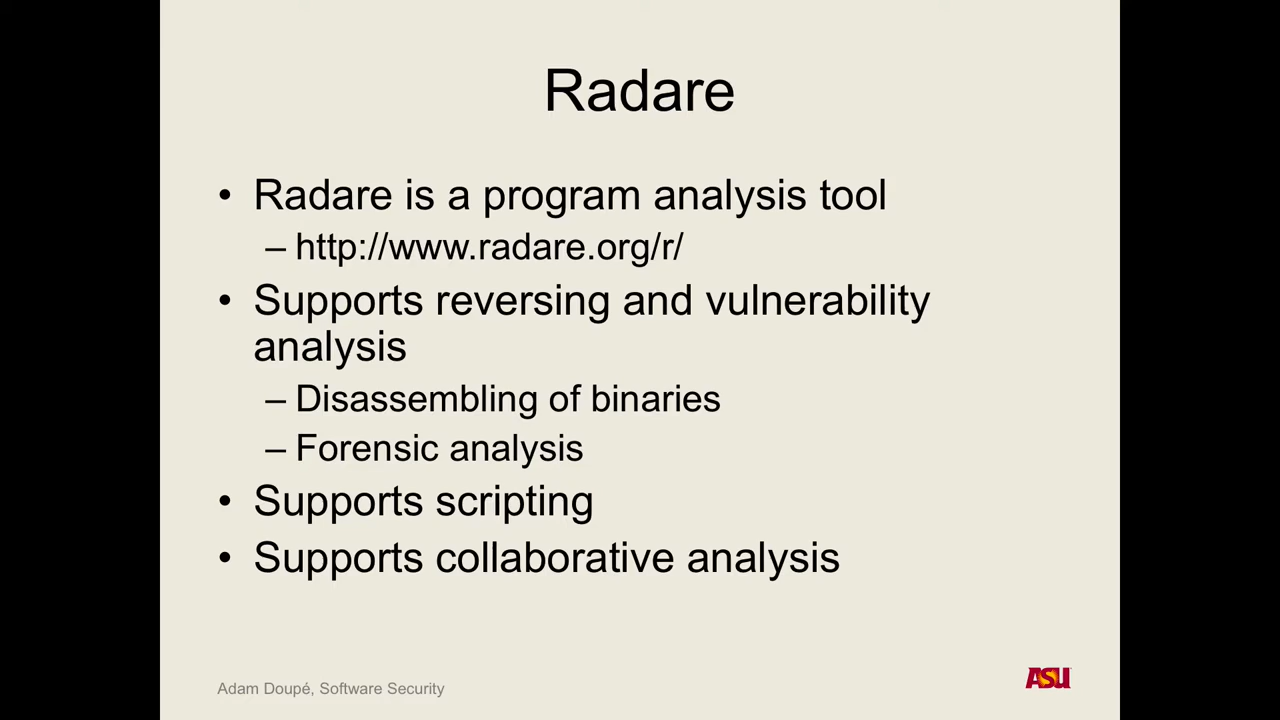 Radare
• Radare is a program analysis tool
– http://www.radare.org/r/
• Supports reversing and vulnerability
analysis
– Disassembling of binaries
– Forensic analysis
• Supports scripting
• Supports collaborative analysis
Adam Doupé, Software Security
ASU